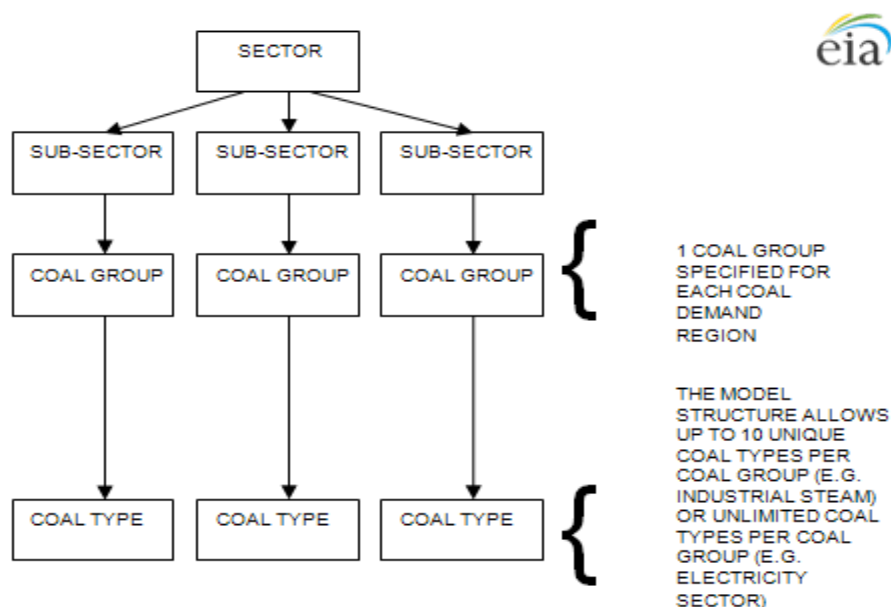 eia
SECTOR
SUB-SECTOR
SUB-SECTOR
SUB-SECTOR
COAL GROUP
COAL GROUP
COAL GROUP
1 COAL GROUP
SPECIFIED FOR
EACH COAL
DEMAND
REGION
COAL TYPE
COAL TYPE
COAL TYPE
THE MODEL
STRUCTURE ALLOWS
UP TO 10 UNIQUE
COAL TYPES PER
COAL GROUP (E.G.
INDUSTRIAL STEAM)
OR UNLIMITED COAL
TYPES PER COAL
GROUP (E.G.
ELECTRICITY
SECTOR)